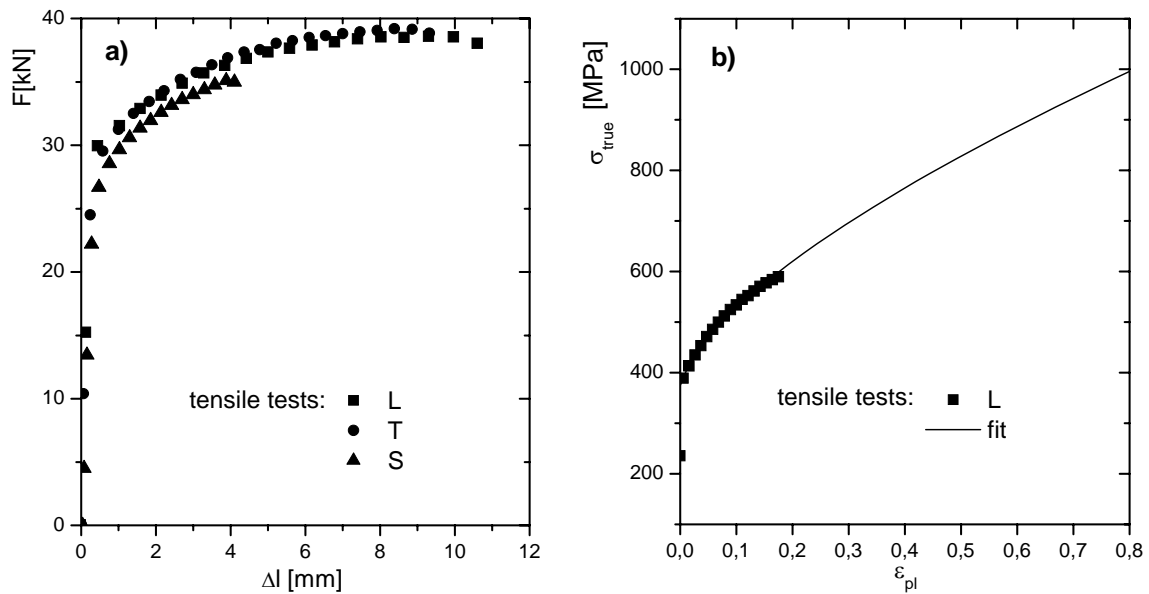 a)
F[kN]
40
30
20
10
0
tensile tests:
L
T
S
0 2 4 6 8 10 12
Δl [mm]
b)
σtrue [MPa]
1000
800
600
400
200
tensile tests:
L
fit
0,0 0,1 0,2 0,3 0,4 0,5 0,6 0,7 0,8
εpl